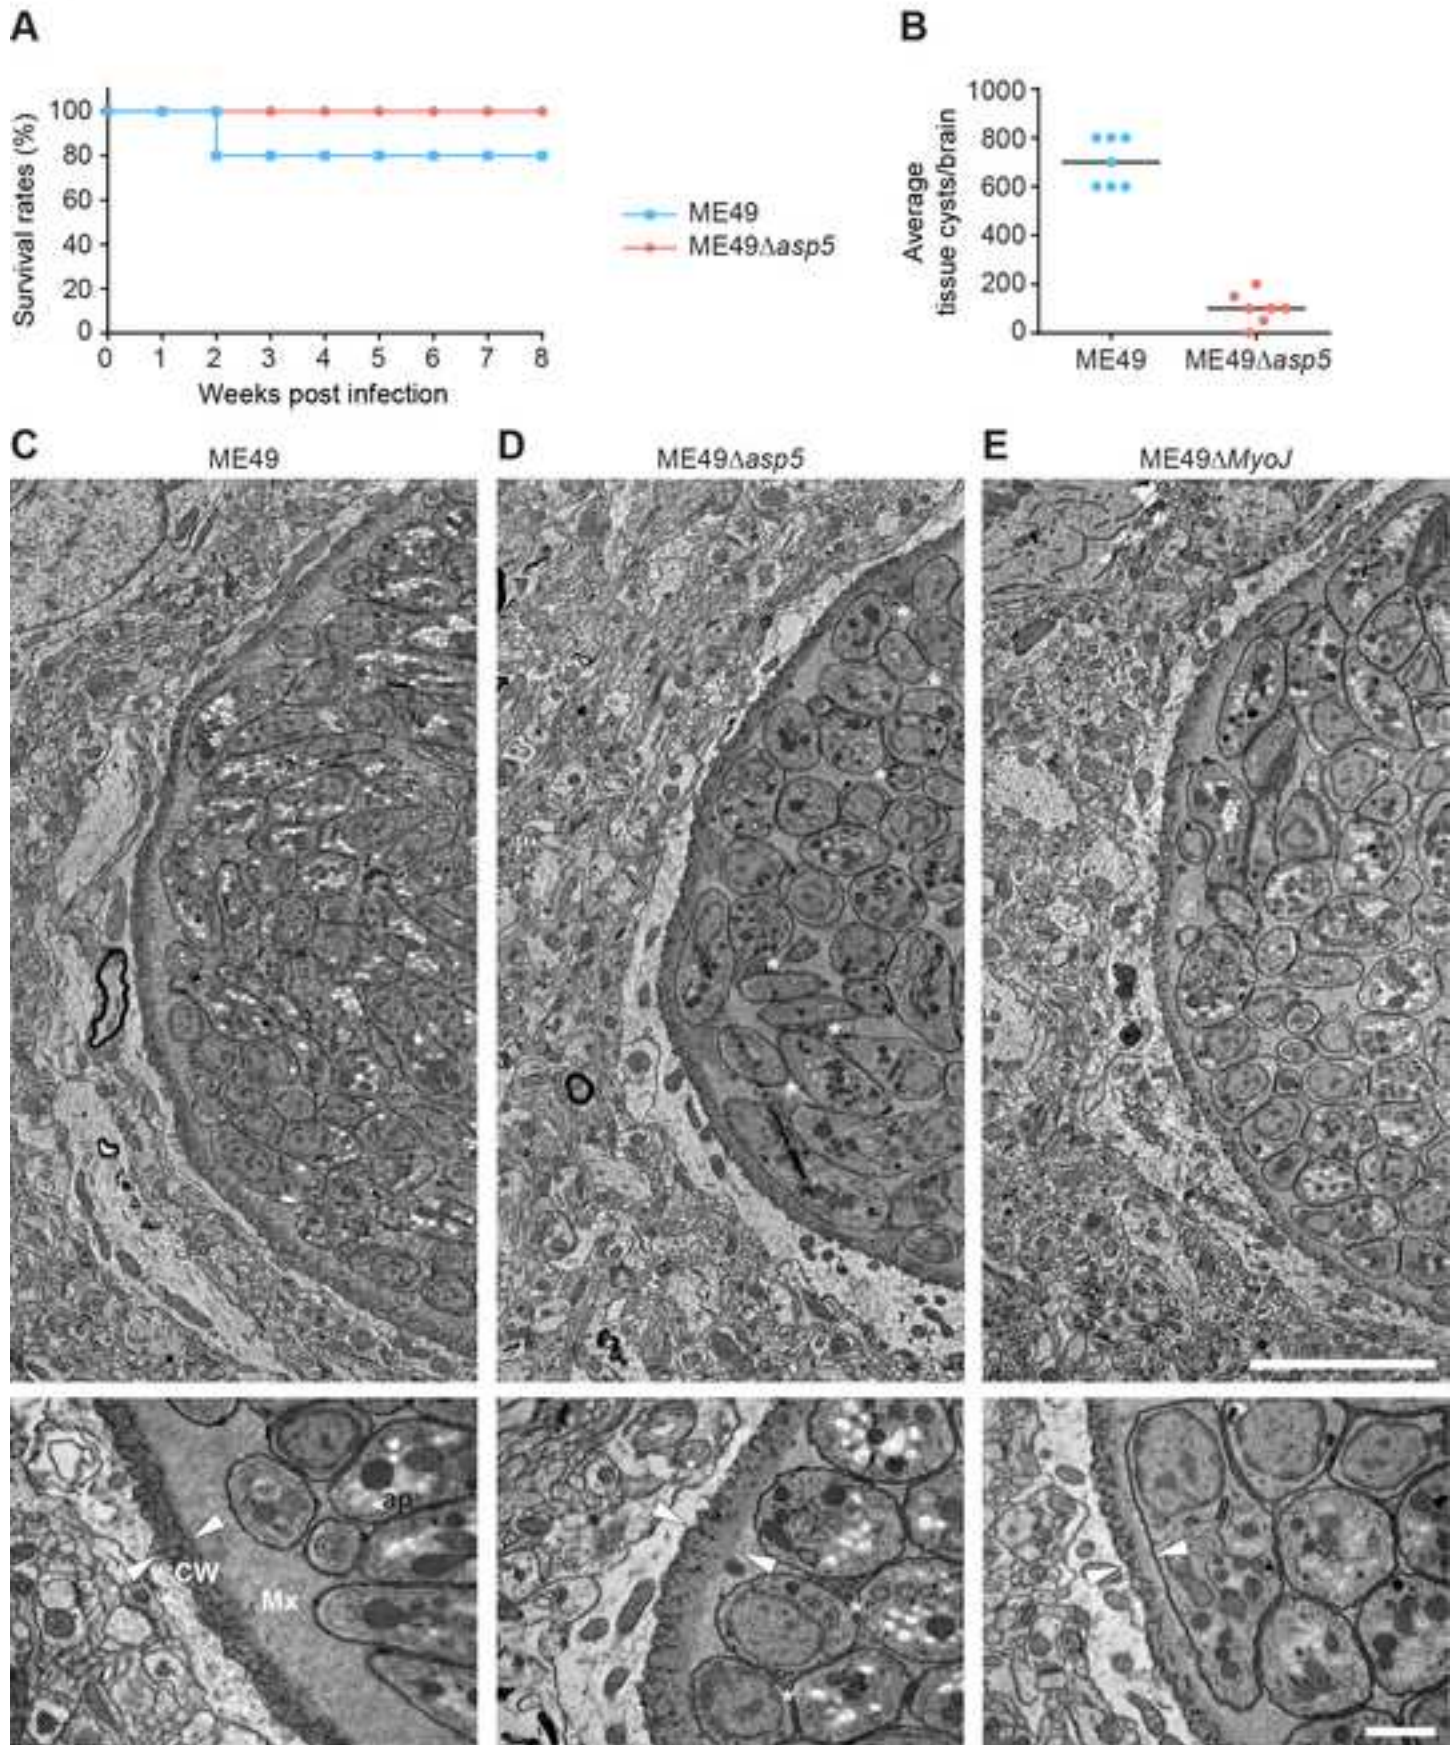 A
B
Survival rates (%)
100
80
60
40
20
0
0 1 2 3 4 5 6 7 8
Weeks post infection
ME49
ME49Δasp5
Average
tissue cysts/brain
1000
800
600
400
200
0
ME49 ME49Δasp5
C
ME49
D
ME49Δasp5
E
ME49ΔMyoJ
ap
CW
Mx
*